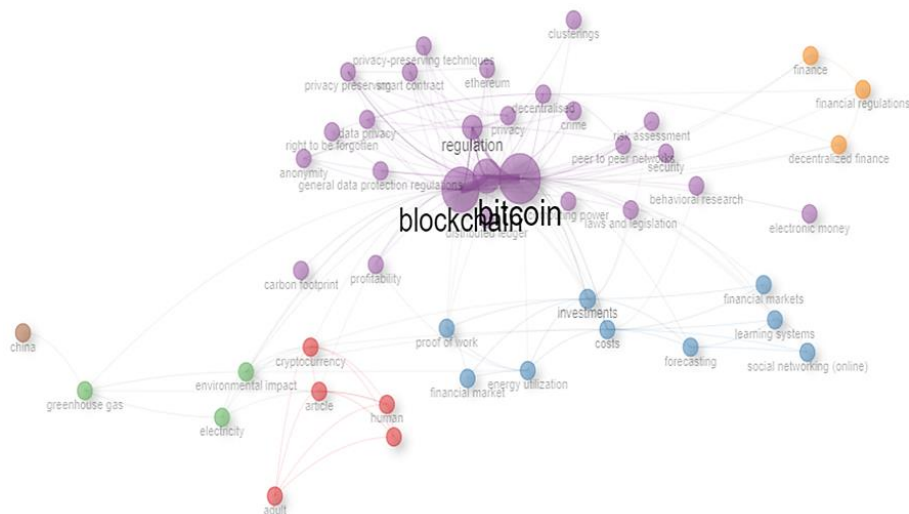 clusterings
privacy-preserving techniques
finance
privacy preserving
smart contract
ethereum
financial regulations
decentralised
data privacy
privacy
crime
risk assessment
right to be forgotten
regulation
peer to peer networks
decentralized finance
anonymity
security
general data protection regulations
behavioral research
blockchain
bitcoin
power
laws and legislation
distributed ledger
electronic money
carbon footprint
profitability
financial markets
investments
china
proof of work
costs
learning systems
cryptocurrency
forecasting
social networking (online)
environmental impact
financial market
energy utilization
greenhouse gas
article
electricity
human
adult